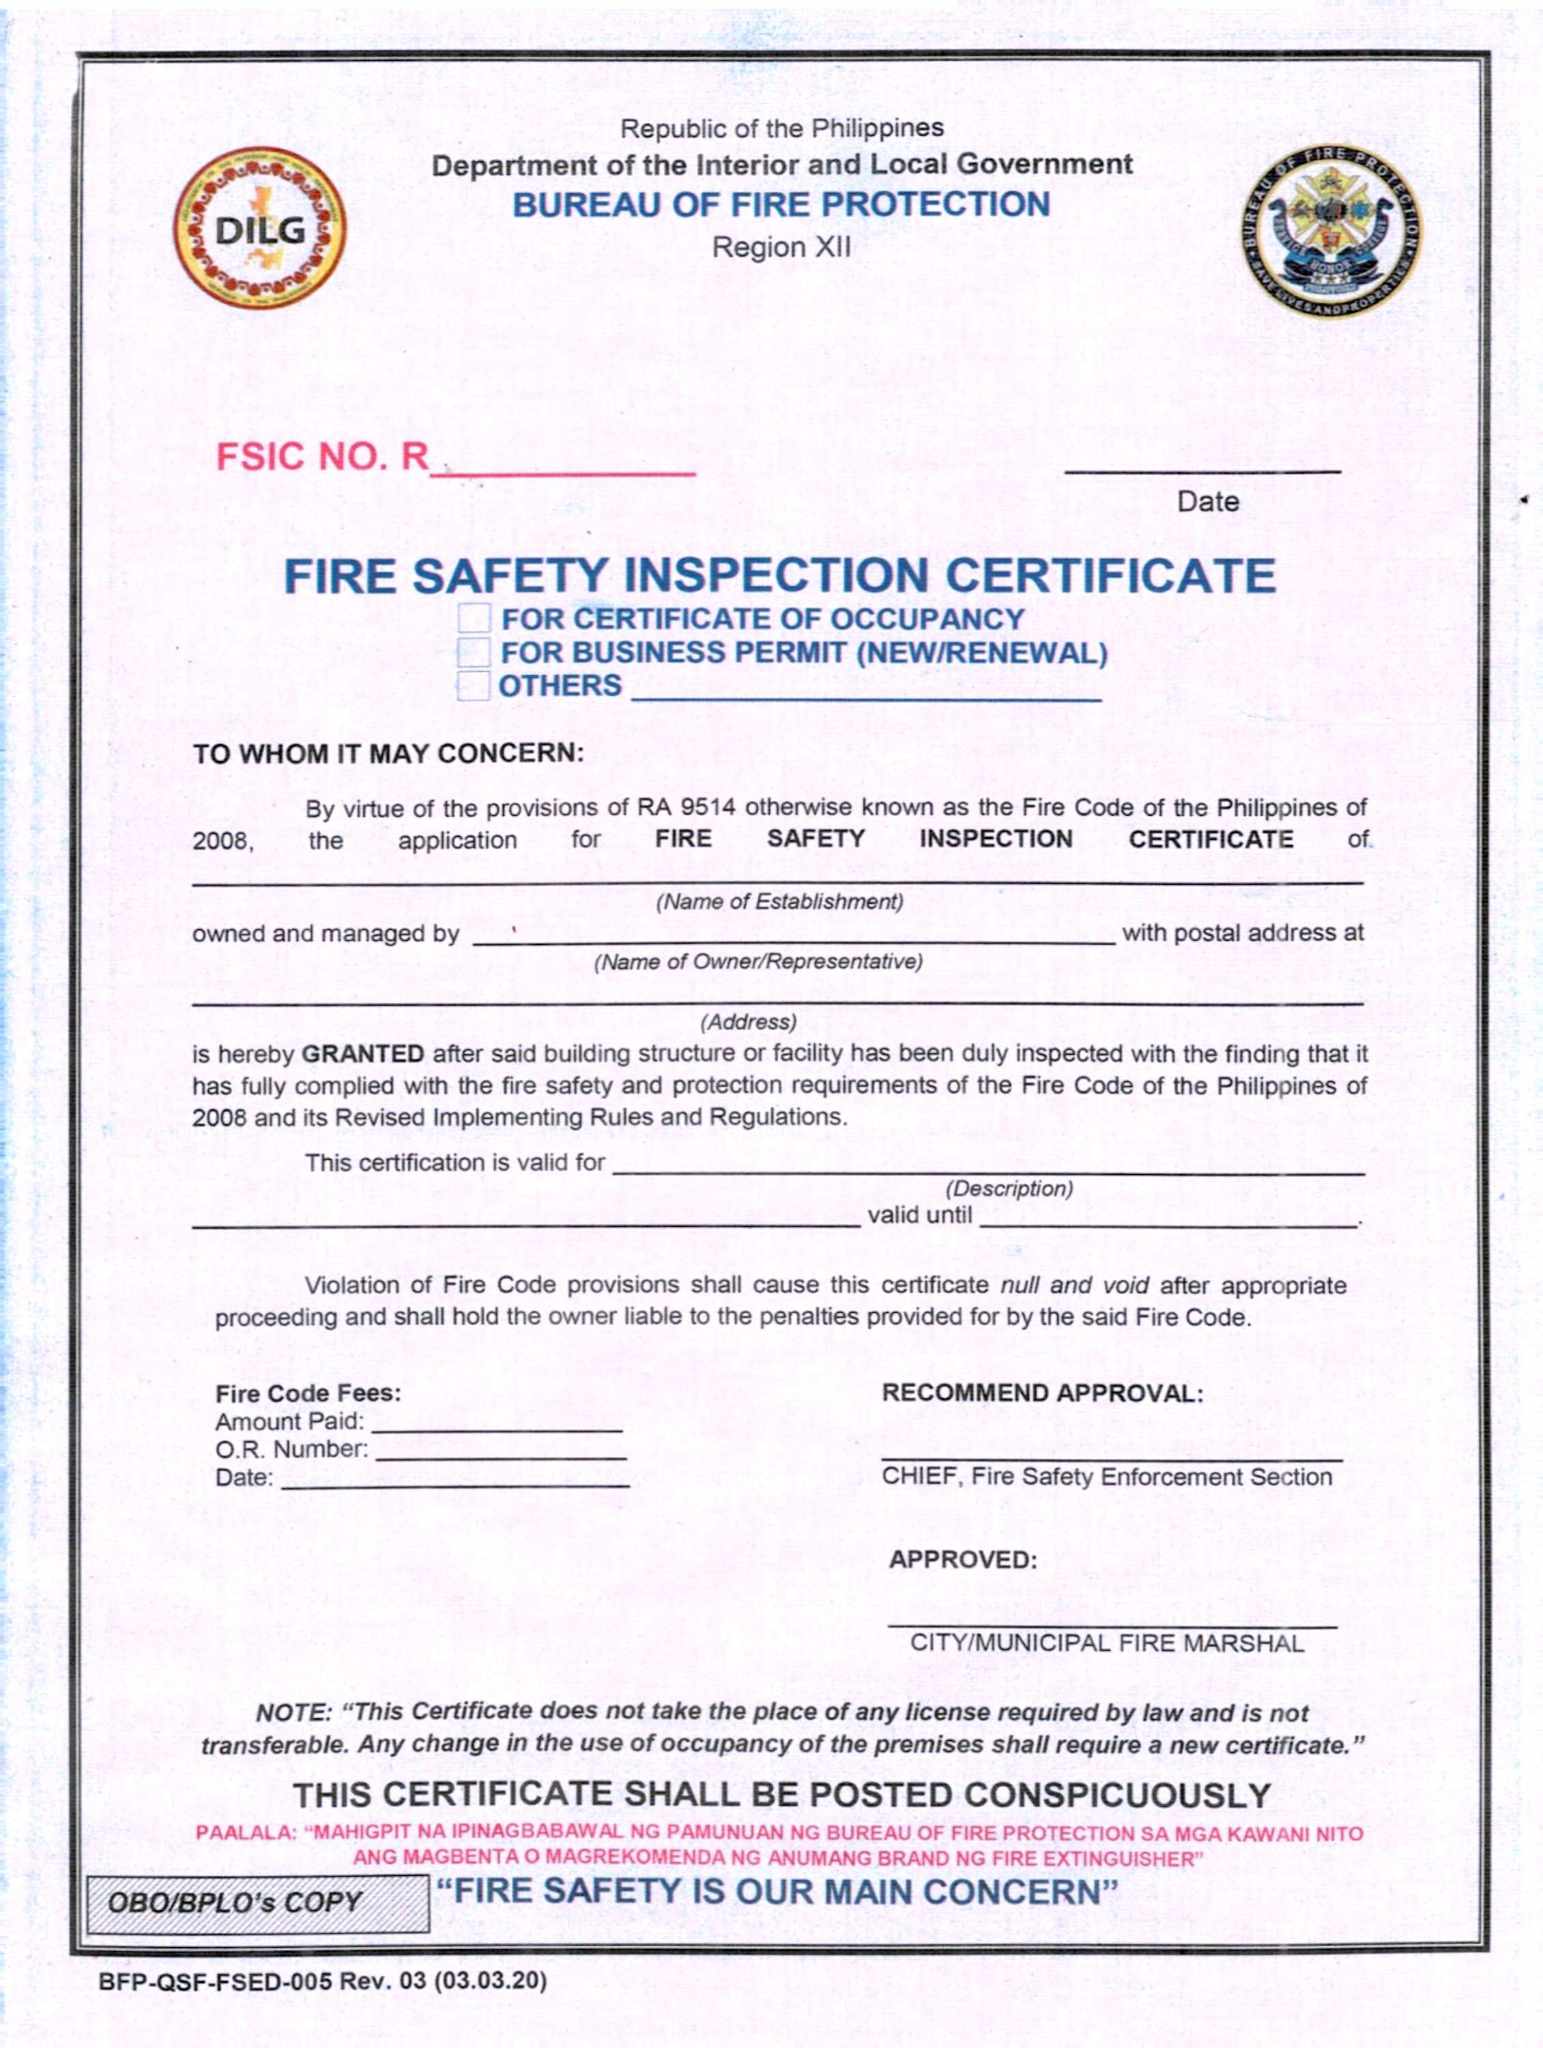 Republic of the Philippines
Department of the Interior and Local Government
BUREAU OF FIRE PROTECTION
Region XII
DILG
BUREAU OF FIRE PROTECTION
SAVE LIVES AND PROPERTIES
HONOR
FSIC NO. R
Date
FIRE SAFETY INSPECTION CERTIFICATE
FOR CERTIFICATE OF OCCUPANCY
FOR BUSINESS PERMIT (NEW/RENEWAL)
OTHERS
TO WHOM IT MAY CONCERN:
By virtue of the provisions of RA 9514 otherwise known as the Fire Code of the Philippines of
2008, the application for FIRE SAFETY INSPECTION CERTIFICATE of
(Name of Establishment)
owned and managed by with postal address at
(Name of Owner/Representative)
(Address)
is hereby GRANTED after said building structure or facility has been duly inspected with the finding that it
has fully complied with the fire safety and protection requirements of the Fire Code of the Philippines of
2008 and its Revised Implementing Rules and Regulations.
This certification is valid for
(Description)
valid until .
Violation of Fire Code provisions shall cause this certificate null and void after appropriate
proceeding and shall hold the owner liable to the penalties provided for by the said Fire Code.
Fire Code Fees:
Amount Paid:
O.R. Number:
Date:
RECOMMEND APPROVAL:
CHIEF, Fire Safety Enforcement Section
APPROVED:
CITY/MUNICIPAL FIRE MARSHAL
NOTE: “This Certificate does not take the place of any license required by law and is not
transferable. Any change in the use of occupancy of the premises shall require a new certificate.”
THIS CERTIFICATE SHALL BE POSTED CONSPICUOUSLY
PAALALA: “MAHIGPIT NA IPINAGBABAWAL NG PAMUNUAN NG BUREAU OF FIRE PROTECTION SA MGA KAWANI NITO
ANG MAGBENTA O MAGREKOMENDA NG ANUMANG BRAND NG FIRE EXTINGUISHER”
“FIRE SAFETY IS OUR MAIN CONCERN”
OBO/BPLO's COPY
BFP-QSF-FSED-005 Rev. 03 (03.03.20)